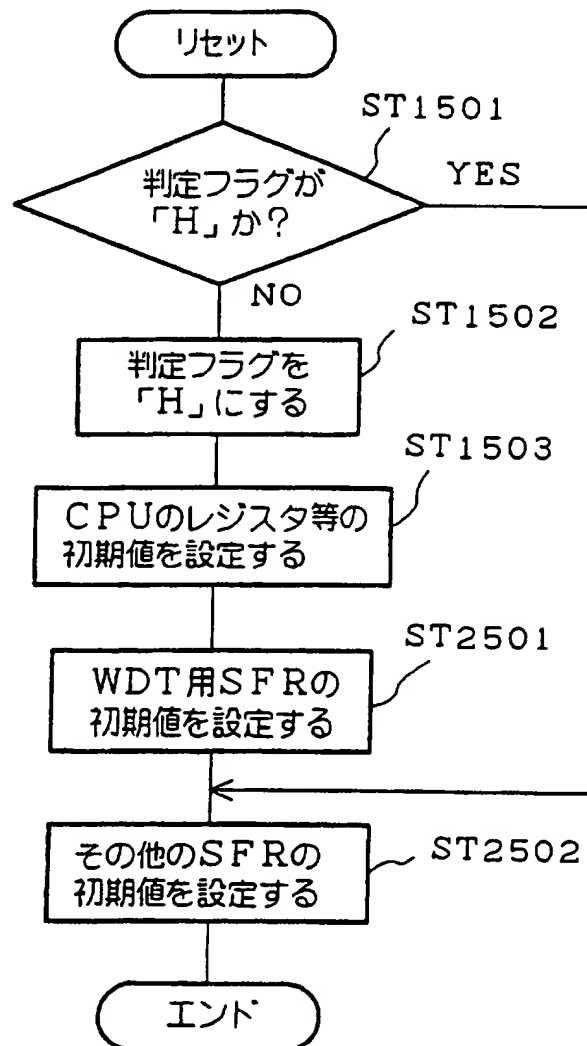 リセット
ST1501
判定フラグが
「H」か?
YES
NO
ST1502
判定フラグを
「H」にする
ST1503
CPUのレジスタ等の
初期値を設定する
ST2501
WDT用SFRの
初期値を設定する
ST2502
その他のSFRの
初期値を設定する
エンド